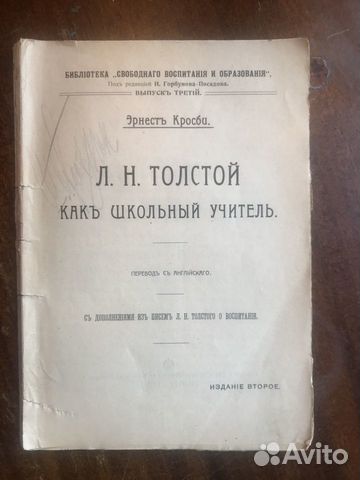 БИБЛІОТЕКА „СВОБОДНАГО ВОСПИТАНІЯ И ОБРАЗОВАНІЯ“,
Подъ редакціей И. Горбунова-Посадова.
ВЫПУСКЪ ТРЕТІЙ.
Эрнестъ Кросби.
Л. Н. ТОЛСТОЙ
КАКЪ ШКОЛЬНЫЙ УЧИТЕЛЬ.
ПЕРЕВОДЪ СЪ АНГЛІЙСКАГО.
СЪ ДОПОЛНЕНІЯМИ ИЗЪ ПИСЕМЪ Л. Н. ТОЛСТОГО О ВОСПИТАНІИ.
ИЗДАНІЕ ВТОРОЕ.
Avito